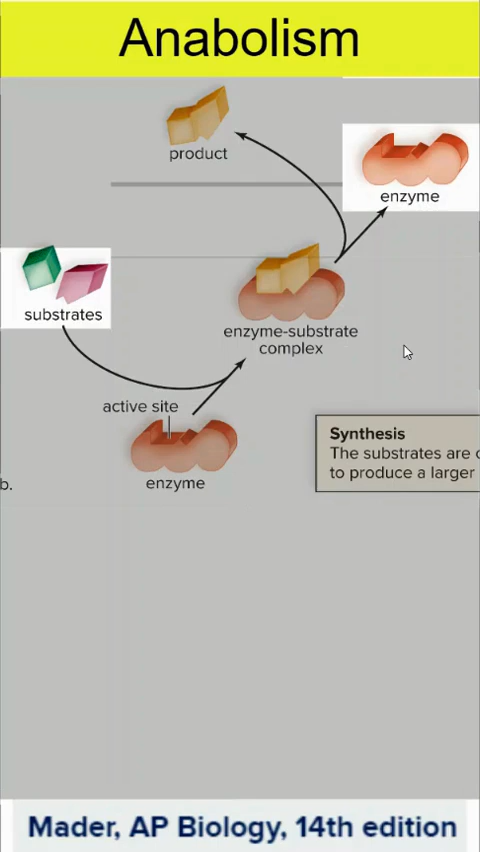 Anabolism
product
enzyme
substrates
enzyme-substrate
complex
active site
enzyme
b.
Synthesis
The substrates are
to produce a larger
Mader, AP Biology, 14th edition